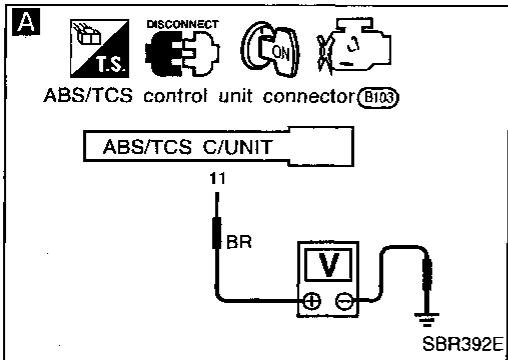 A
DISCONNECT
T.S.
ON
ABS/TCS control unit connector B103
ABS/TCS C/UNIT
11
BR
V
+ −
SBR392E